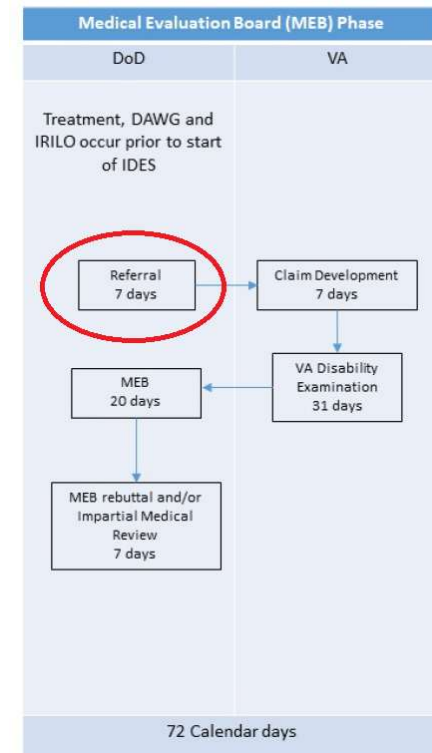 Medical Evaluation Board (MEB) Phase
DoD
VA
Treatment, DAWG and
IRILO occur prior to start
of IDES
Referral
7 days
Claim Development
7 days
VA Disability
Examination
31 days
MEB
20 days
MEB rebuttal and/or
Impartial Medical
Review
7 days
72 Calendar days